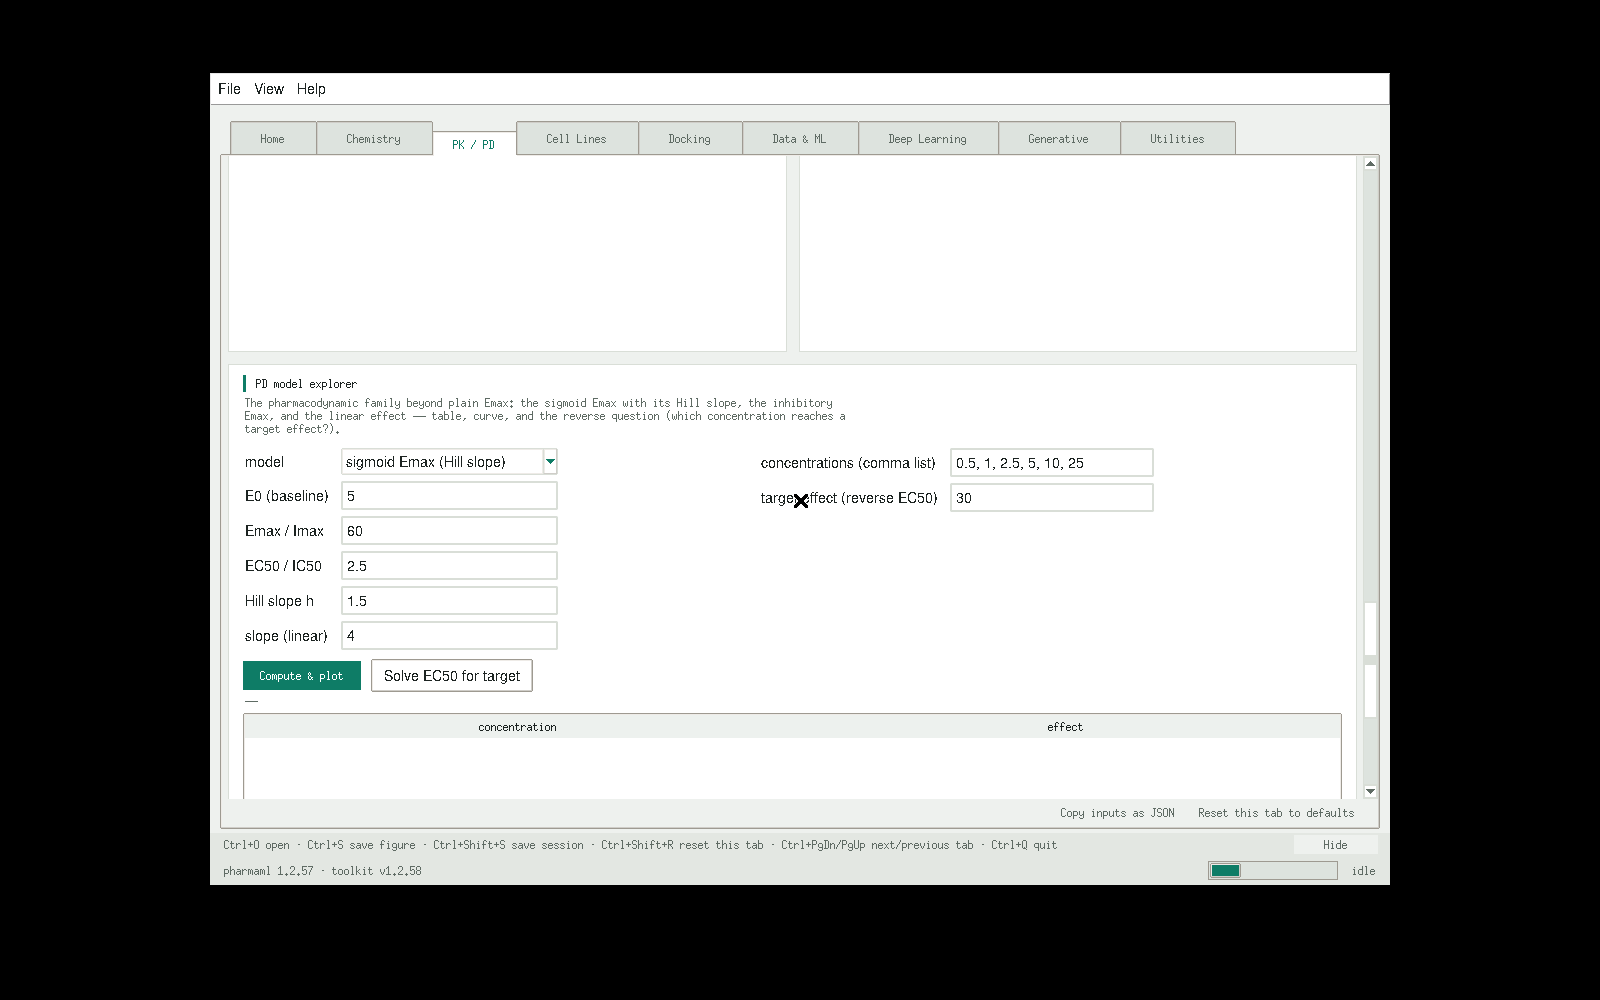 File View Help
Home Chemistry PK / PD Cell Lines Docking Data & ML Deep Learning Generative Utilities
PD model explorer
The pharmacodynamic family beyond plain Emax: the sigmoid Emax with its Hill slope, the inhibitory
Emax, and the linear effect — table, curve, and the reverse question (which concentration reaches a
target effect?).
model sigmoid Emax (Hill slope)
concentrations (comma list) 0.5, 1, 2.5, 5, 10, 25
E0 (baseline) 5
target effect (reverse EC50) 30
Emax / Imax 60
EC50 / IC50 2.5
Hill slope h 1.5
slope (linear) 4
Compute & plot Solve EC50 for target
—
concentration effect
Copy inputs as JSON Reset this tab to defaults
Ctrl+O open · Ctrl+S save figure · Ctrl+Shift+S save session · Ctrl+Shift+R reset this tab · Ctrl+PgDn/PgUp next/previous tab · Ctrl+Q quit Hide
pharmaml 1.2.57 · toolkit v1.2.58 idle